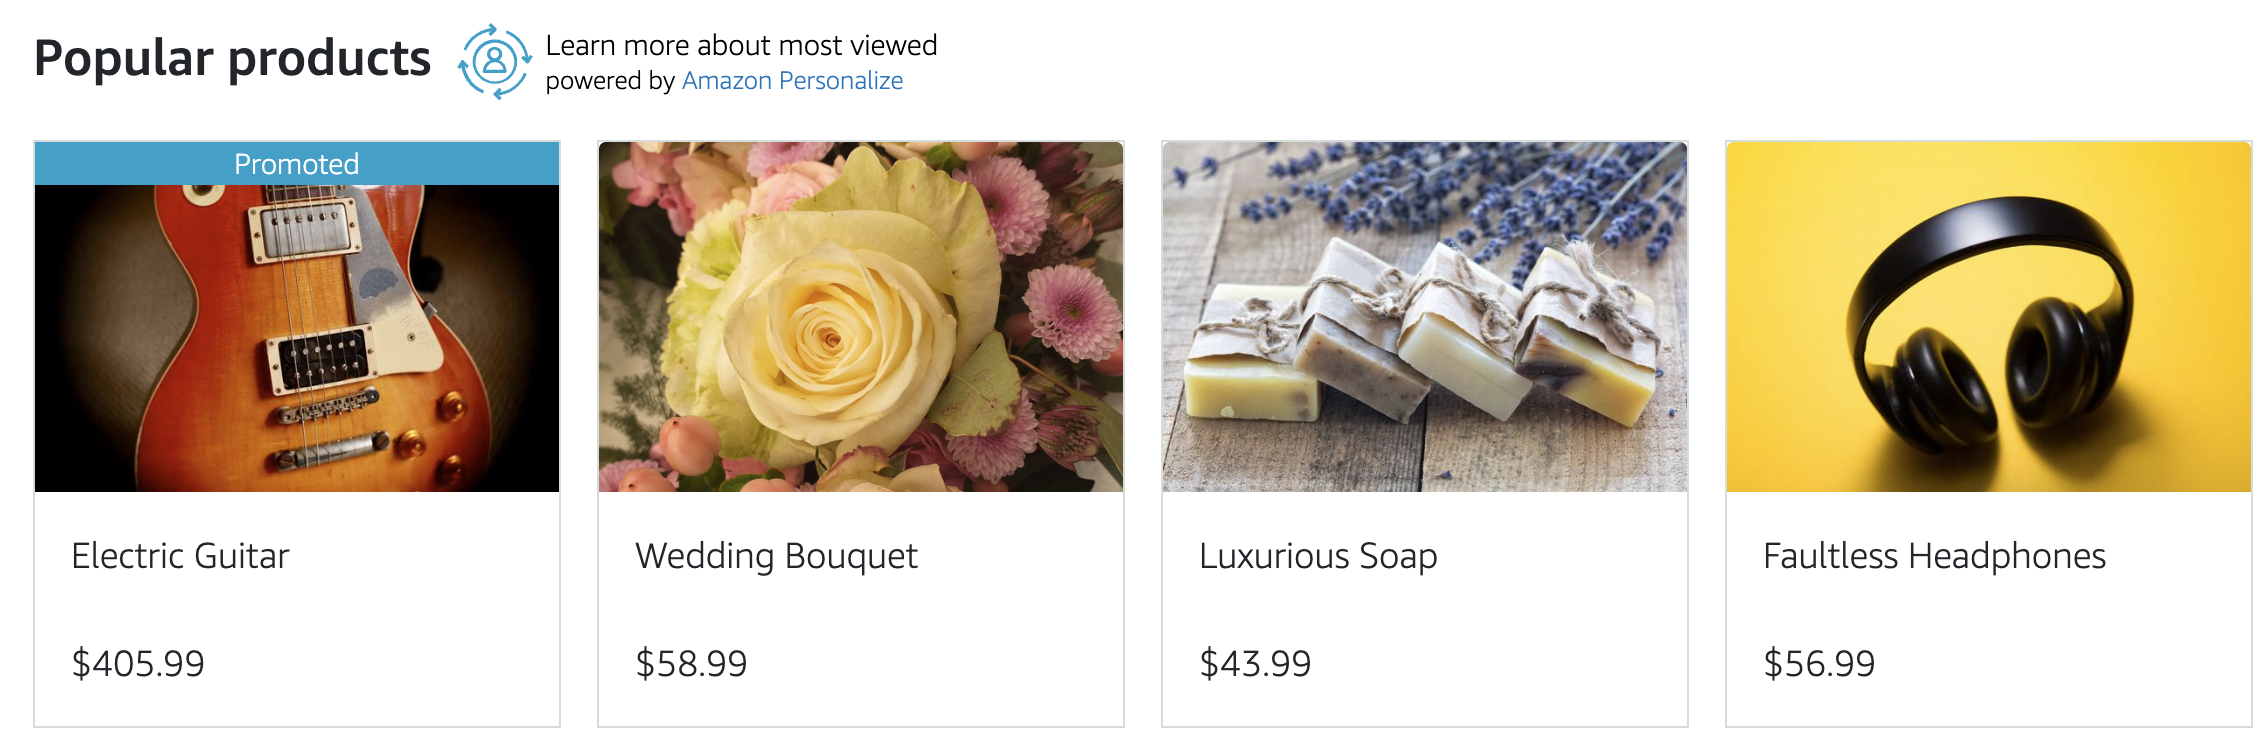 Popular products
Learn more about most viewed
powered by Amazon Personalize
Promoted
Electric Guitar
$405.99
Wedding Bouquet
$58.99
Luxurious Soap
$43.99
Faultless Headphones
$56.99